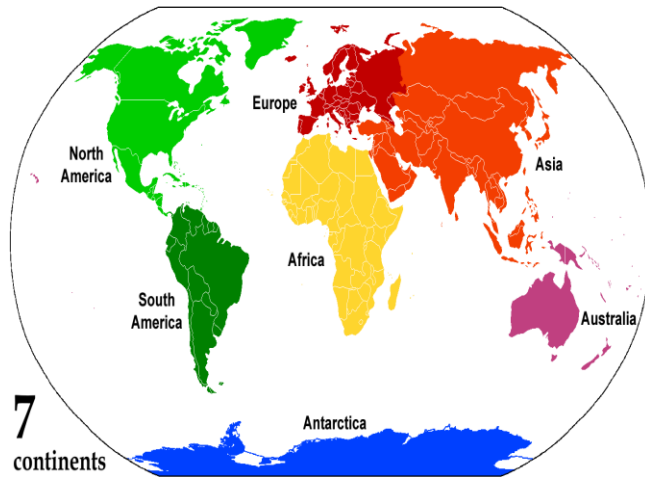 Europe
North
America
Asia
Africa
South
America
Australia
7
continents
Antarctica